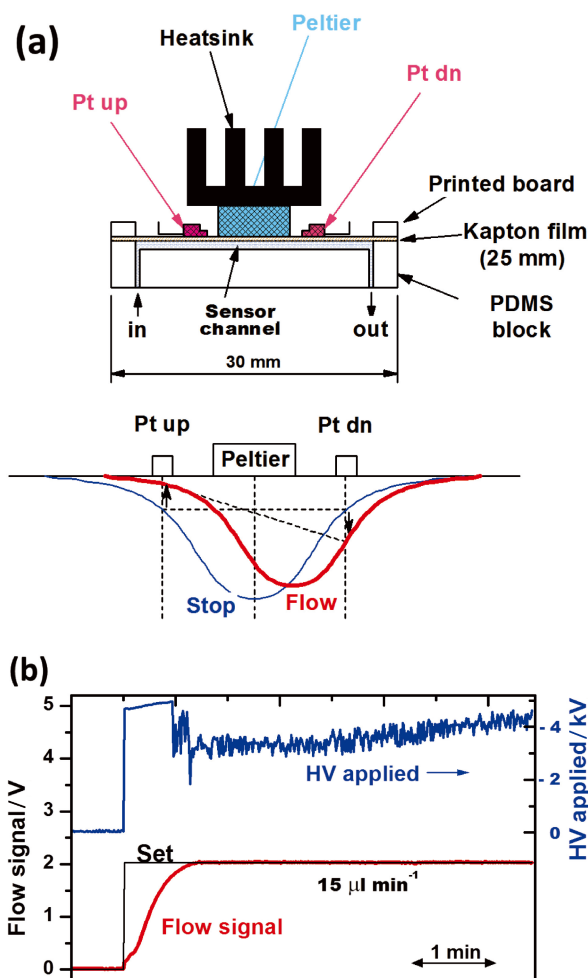 (a)
Heatsink
Peltier
Pt up
Pt dn
Printed board
Kapton film
(25 mm)
Sensor
channel
PDMS
block
in
out
30 mm
Pt up
Pt dn
Peltier
Stop
Flow
(b)
5
4
3
2
1
0
Flow signal / V
- 4
- 2
0
HV applied / kV
HV applied
Set
15 μl min-1
Flow signal
1 min